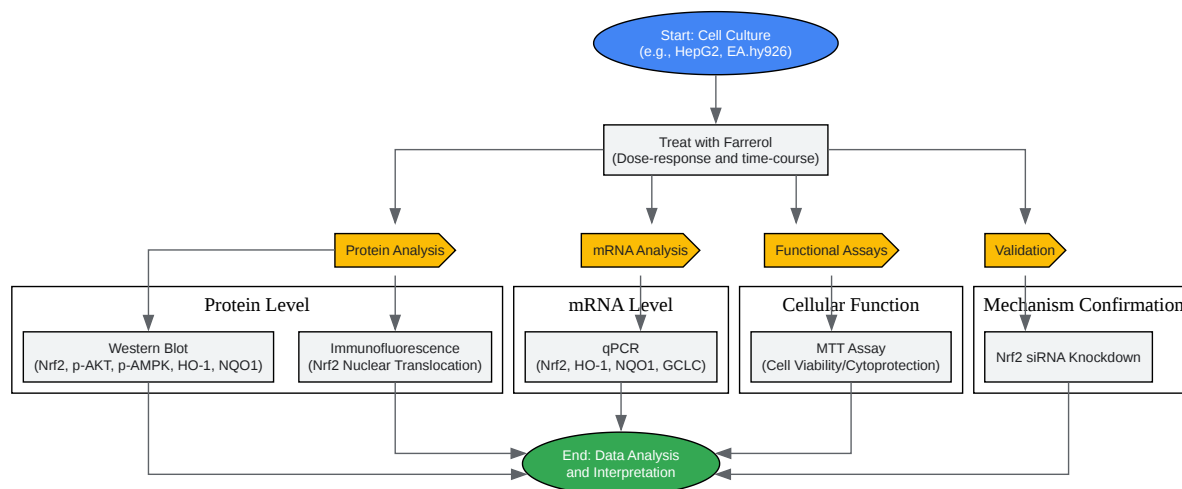 Start: Cell Culture
(e.g., HepG2, EA.hy926)
Treat with Farrerol
(Dose-response and time-course)
Protein Analysis
mRNA Analysis
Functional Assays
Validation
Protein Level
mRNA Level
Cellular Function
Mechanism Confirmation
Western Blot
(Nrf2, p-AKT, p-AMPK, HO-1, NQO1)
Immunofluorescence
(Nrf2 Nuclear Translocation)
qPCR
(Nrf2, HO-1, NQO1, GCLC)
MTT Assay
(Cell Viability/Cytoprotection)
Nrf2 siRNA Knockdown
End: Data Analysis
and Interpretation